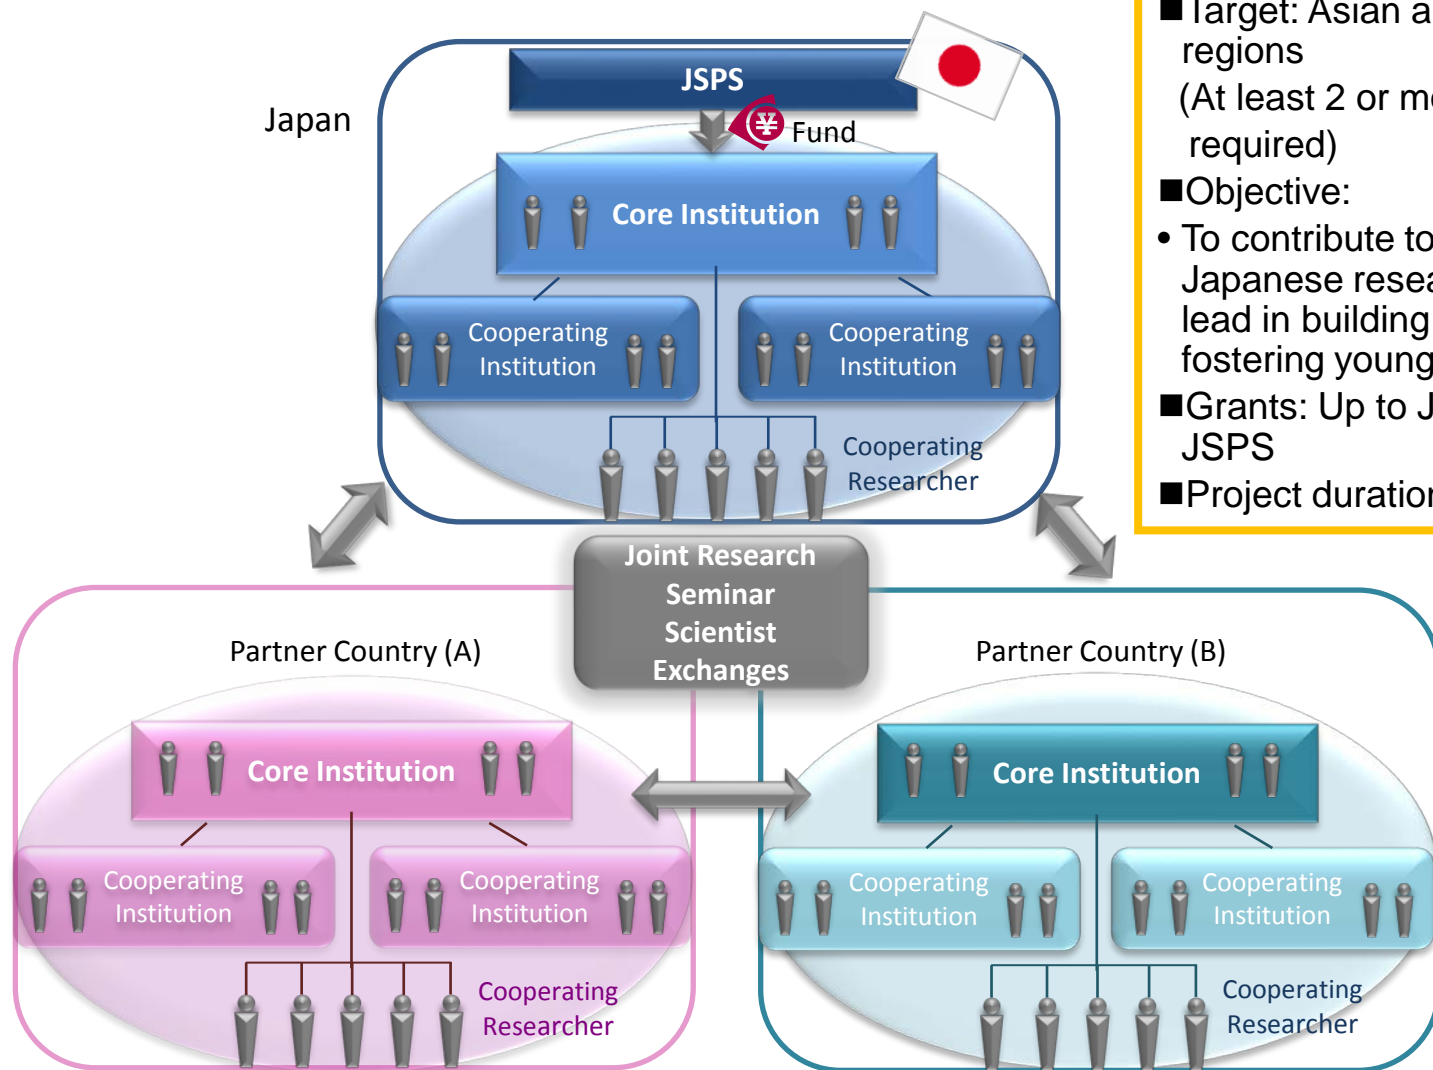 JSPS
Japan
¥
Fund
Core Institution
Cooperating
Institution
Cooperating
Institution
Cooperating
Researcher
■Target: Asian a
regions
(At least 2 or m
required)
■Objective:
• To contribute to
Japanese resea
lead in building
fostering young
■Grants: Up to J
JSPS
■Project duration
Joint Research
Seminar
Scientist
Exchanges
Partner Country (A)
Core Institution
Cooperating
Institution
Cooperating
Institution
Cooperating
Researcher
Partner Country (B)
Core Institution
Cooperating
Institution
Cooperating
Institution
Cooperating
Researcher